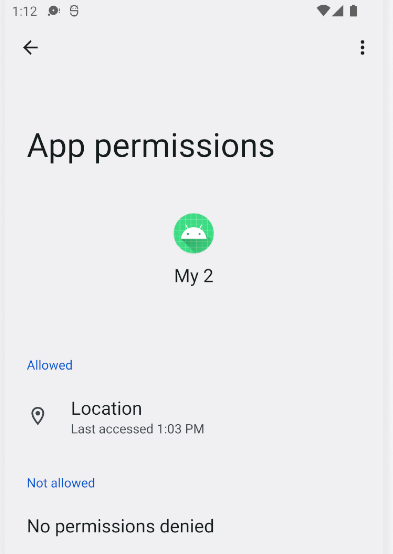 1:12
App permissions
My 2
Allowed
Location
Last accessed 1:03 PM
Not allowed
No permissions denied